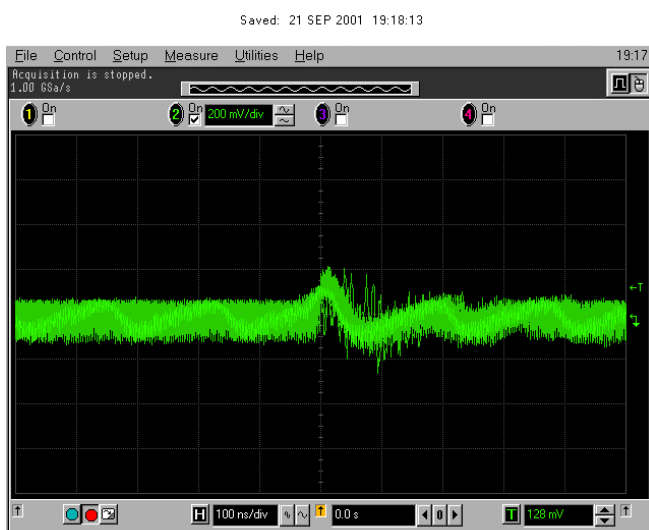 Saved: 21 SEP 2001 19:18:13
File Control Setup Measure Utilities Help 19:17
Acquisition is stopped.
1.00 GSa/s
1 On 2 On 200 mV/div 3 On 4 On
←T
H 100 ns/div 0.0 s 0 T 128 mV